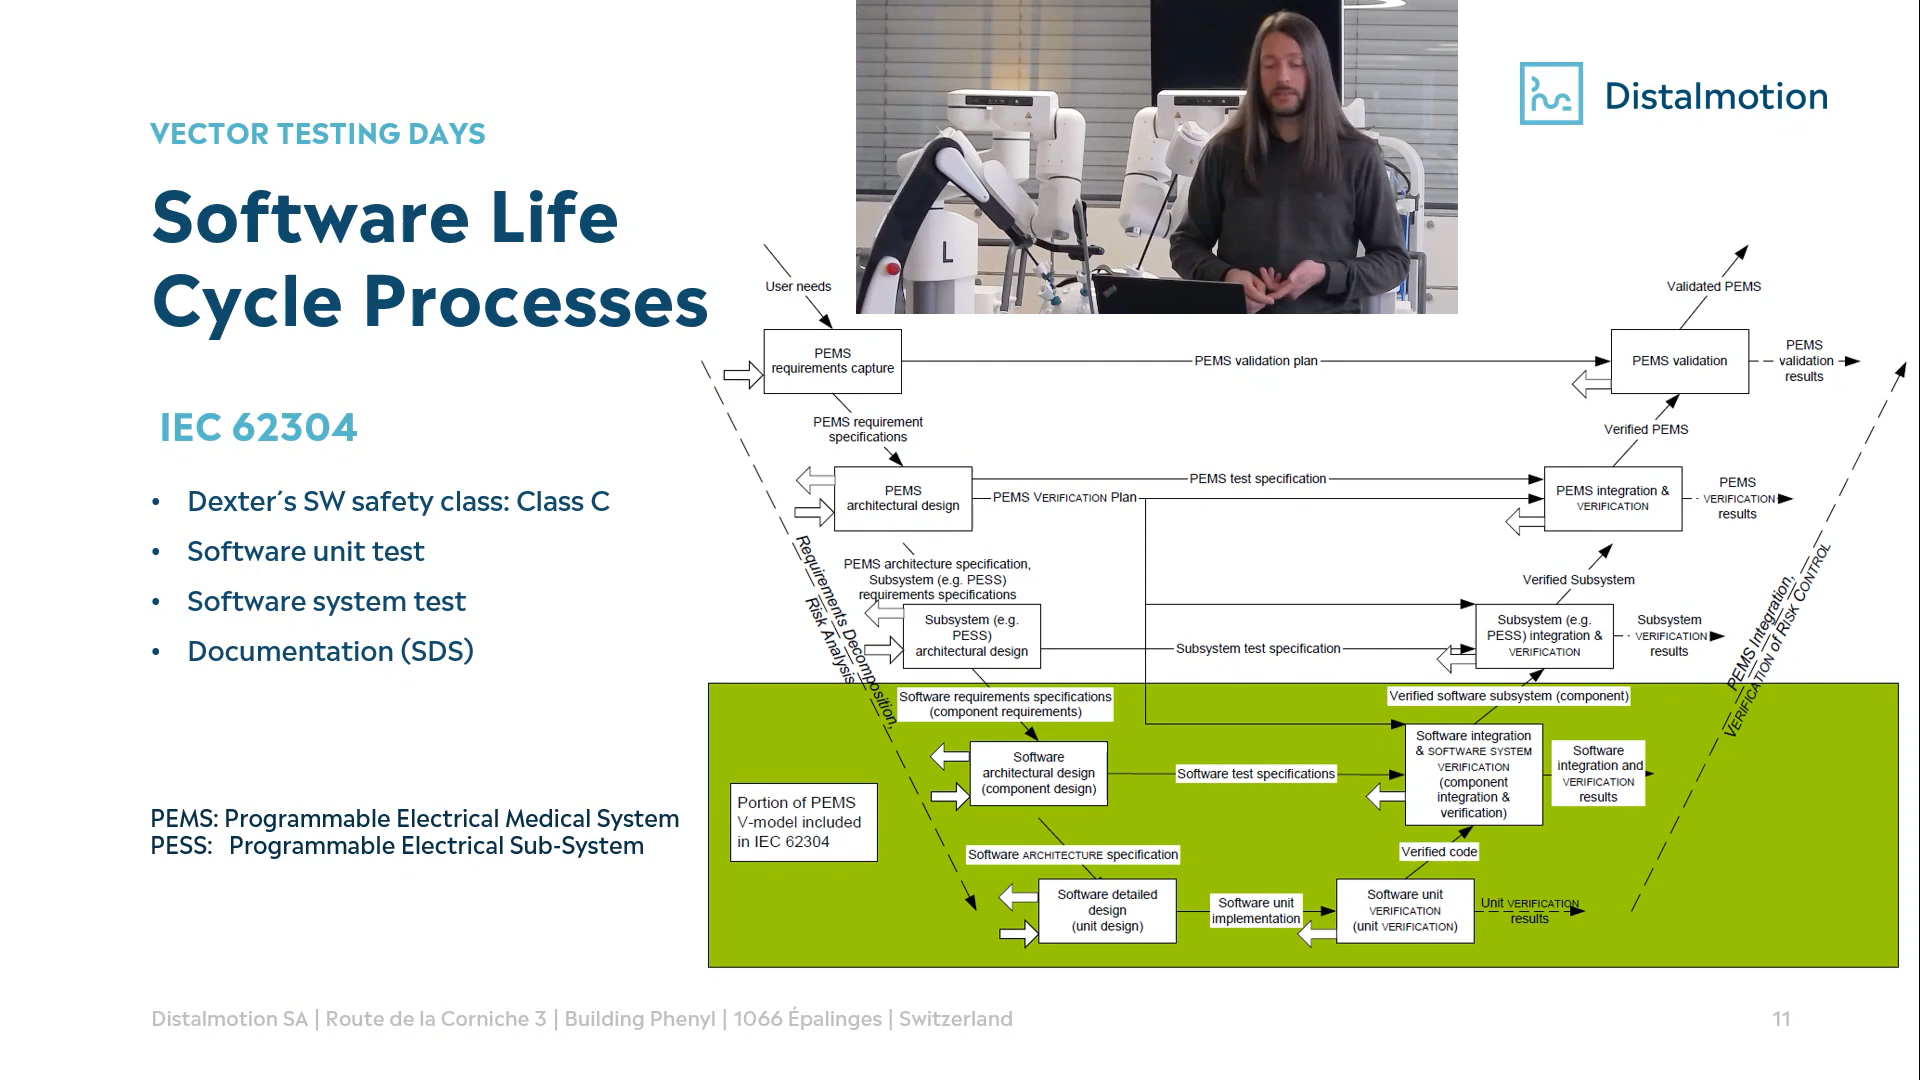 VECTOR TESTING DAYS
Software Life
Cycle Processes
IEC 62304
• Dexter´s SW safety class: Class C
• Software unit test
• Software system test
• Documentation (SDS)
PEMS: Programmable Electrical Medical System
PESS: Programmable Electrical Sub-System
Distalmotion
L
User needs
PEMS
requirements capture
PEMS validation plan
PEMS validation
Validated PEMS
PEMS
validation
results
PEMS requirement
specifications
Verified PEMS
PEMS
architectural design
PEMS test specification
PEMS VERIFICATION Plan
PEMS integration &
VERIFICATION
PEMS
VERIFICATION
results
PEMS architecture specification,
Subsystem (e.g. PESS)
requirements specifications
Verified Subsystem
Requirements Decomposition,
Risk Analysis
Subsystem (e.g.
PESS)
architectural design
Subsystem test specification
Subsystem (e.g.
PESS) integration &
VERIFICATION
Subsystem
VERIFICATION
results
PEMS Integration,
VERIFICATION of RISK CONTROL
Software requirements specifications
(component requirements)
Verified software subsystem (component)
Software
architectural design
(component design)
Software test specifications
Software integration
& SOFTWARE SYSTEM
VERIFICATION
(component
integration &
verification)
Software
integration and
VERIFICATION
results
Portion of PEMS
V-model included
in IEC 62304
Software ARCHITECTURE specification
Verified code
Software detailed
design
(unit design)
Software unit
implementation
Software unit
VERIFICATION
(unit VERIFICATION)
Unit VERIFICATION
results
Distalmotion SA | Route de la Corniche 3 | Building Phenyl | 1066 Épalinges | Switzerland
11